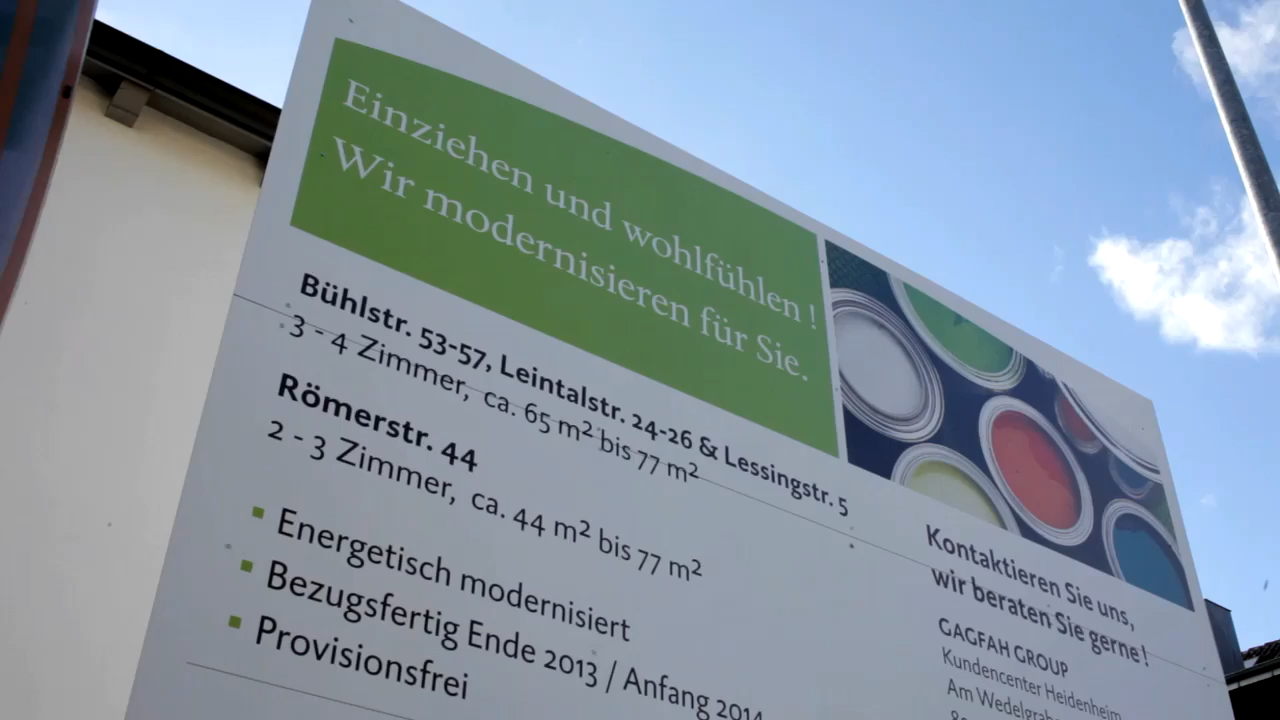 Einziehen und wohlfühlen !
Wir modernisieren für Sie.
Bühlstr. 53-57, Leintalstr. 24-26 & Lessingstr. 5
3 - 4 Zimmer, ca. 65 m² bis 77 m²
Römerstr. 44
2 - 3 Zimmer, ca. 44 m² bis 77 m²
▪ Energetisch modernisiert
▪ Bezugsfertig Ende 2013 / Anfang 2014
▪ Provisionsfrei
Kontaktieren Sie uns,
wir beraten Sie gerne !
GAGFAH GROUP
Kundencenter Heidenheim
Am